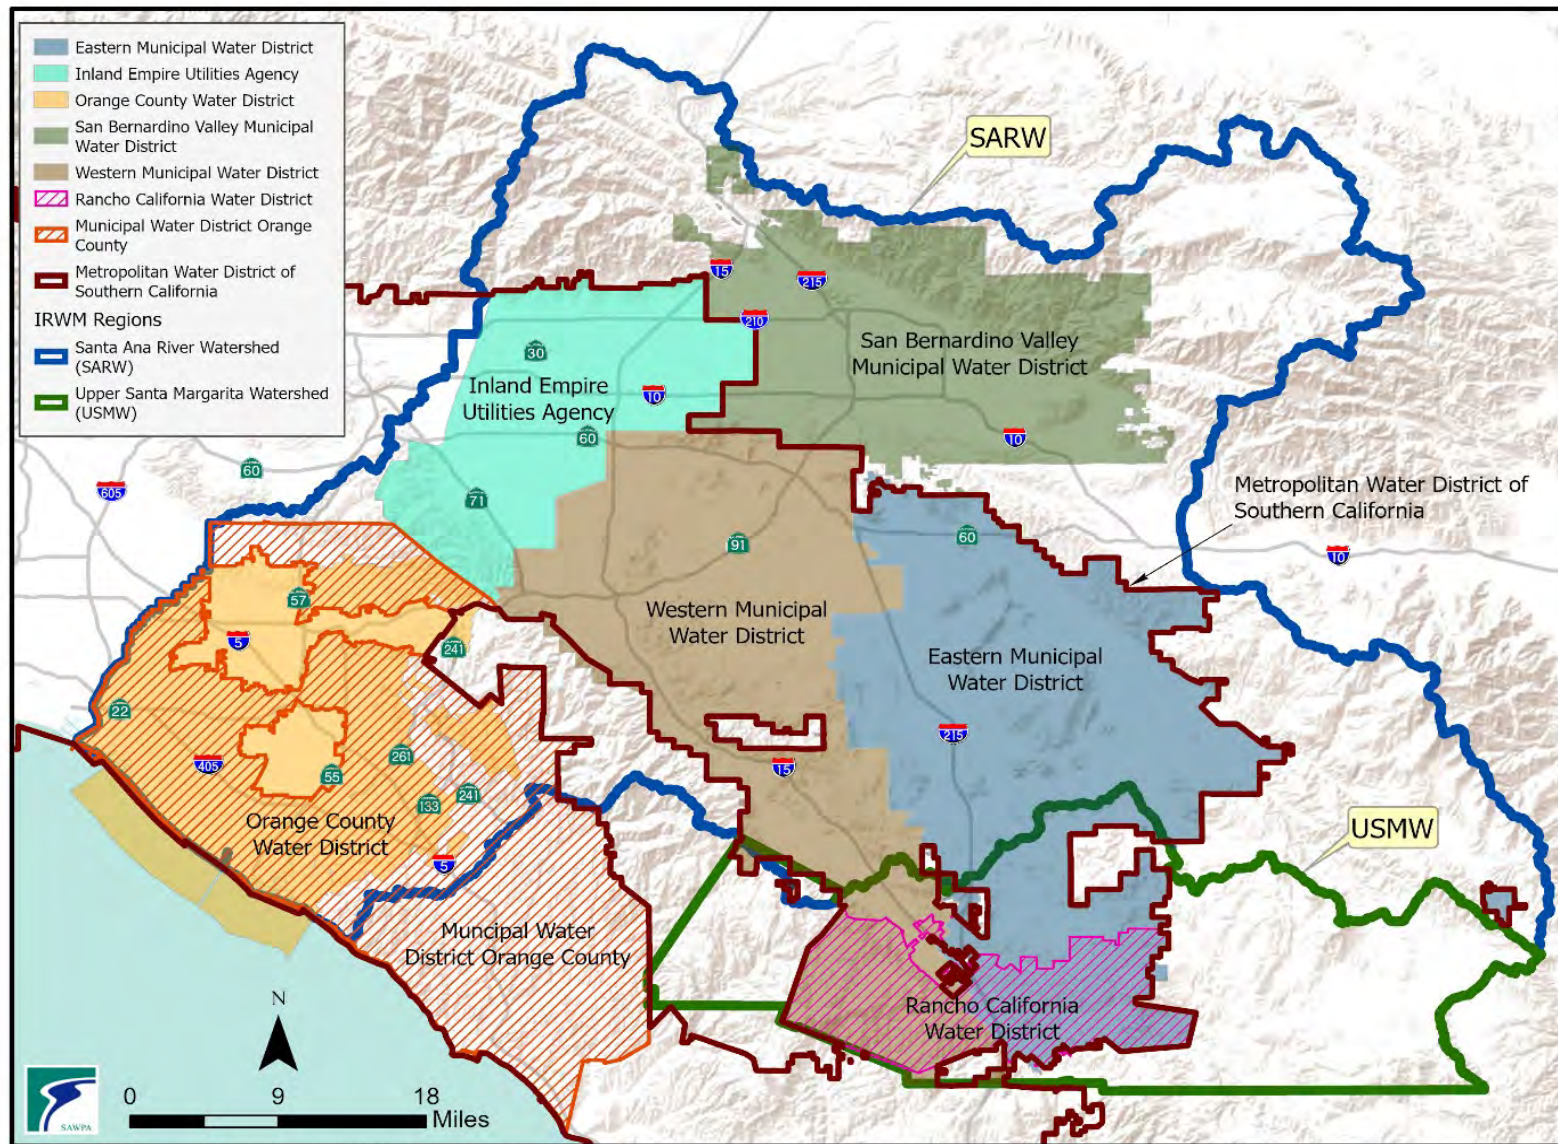 Eastern Municipal Water District
Inland Empire Utilities Agency
Orange County Water District
San Bernardino Valley Municipal
Water District
Western Municipal Water District
Rancho California Water District
Municipal Water District Orange
County
Metropolitan Water District of
Southern California
IRWM Regions
Santa Ana River Watershed
(SARW)
Upper Santa Margarita Watershed
(USMW)
SARW
15
215
210
San Bernardino Valley
Municipal Water District
30
Inland Empire
Utilities Agency
10
60
10
60
605
71
Metropolitan Water District of
Southern California
91
60
10
57
5
241
Western Municipal
Water District
Eastern Municipal
Water District
22
405
261
55
133
241
15
215
Orange County
Water District
5
USMW
Muncipal Water
District Orange County
Rancho California
Water District
N
0
9
18
Miles
SAWPA